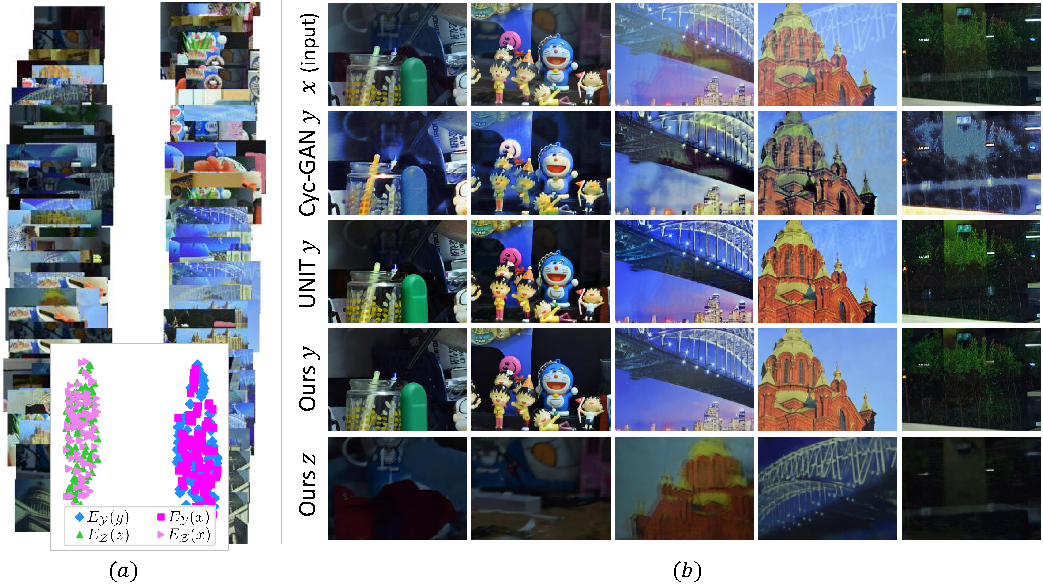 x (input)
Cyc-GAN y
UNIT y
Ours y
Ours z
E_Y(y) E_Y(x)
E_Z(z) E_Z(x)
(a) (b)